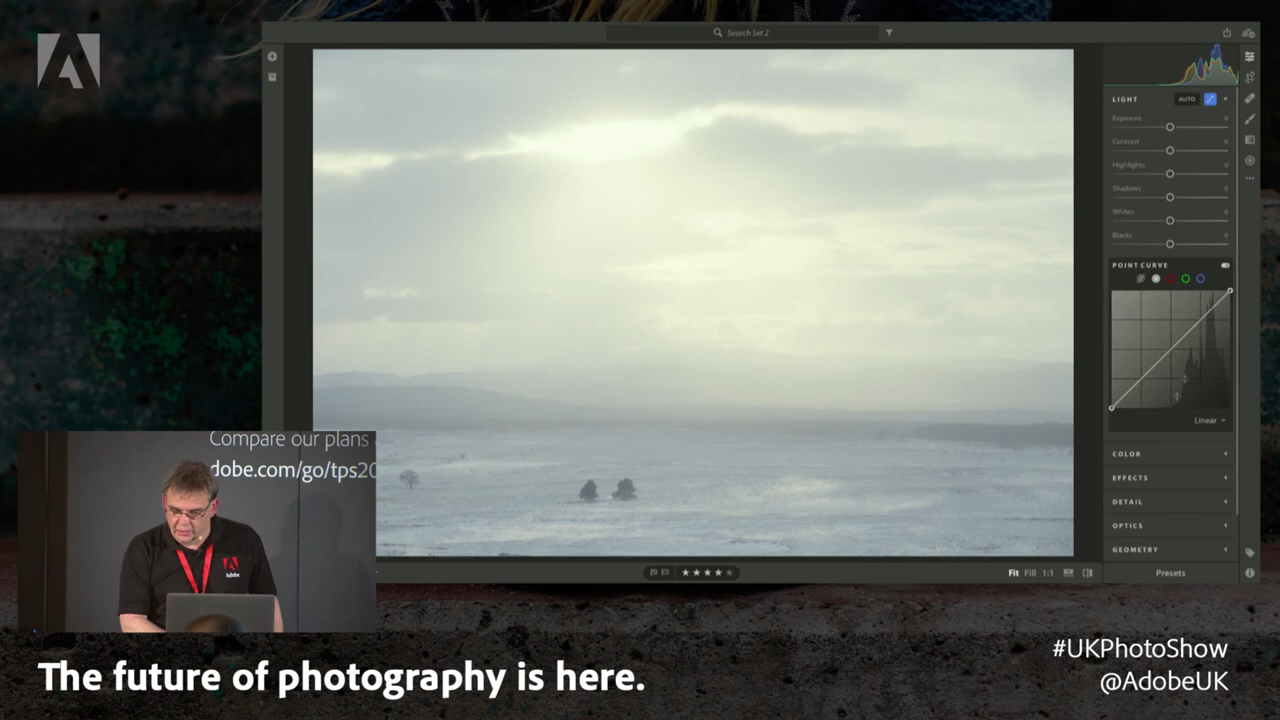 Search Set 2
LIGHT
AUTO
Exposure 0
Contrast 0
Highlights 0
Shadows 0
Whites 0
Blacks 0
POINT CURVE
Linear
COLOR
EFFECTS
DETAIL
OPTICS
GEOMETRY
Fit Fill 1:1
Presets
Compare our plans
dobe.com/go/tps20
Adobe
The future of photography is here.
#UKPhotoShow
@AdobeUK